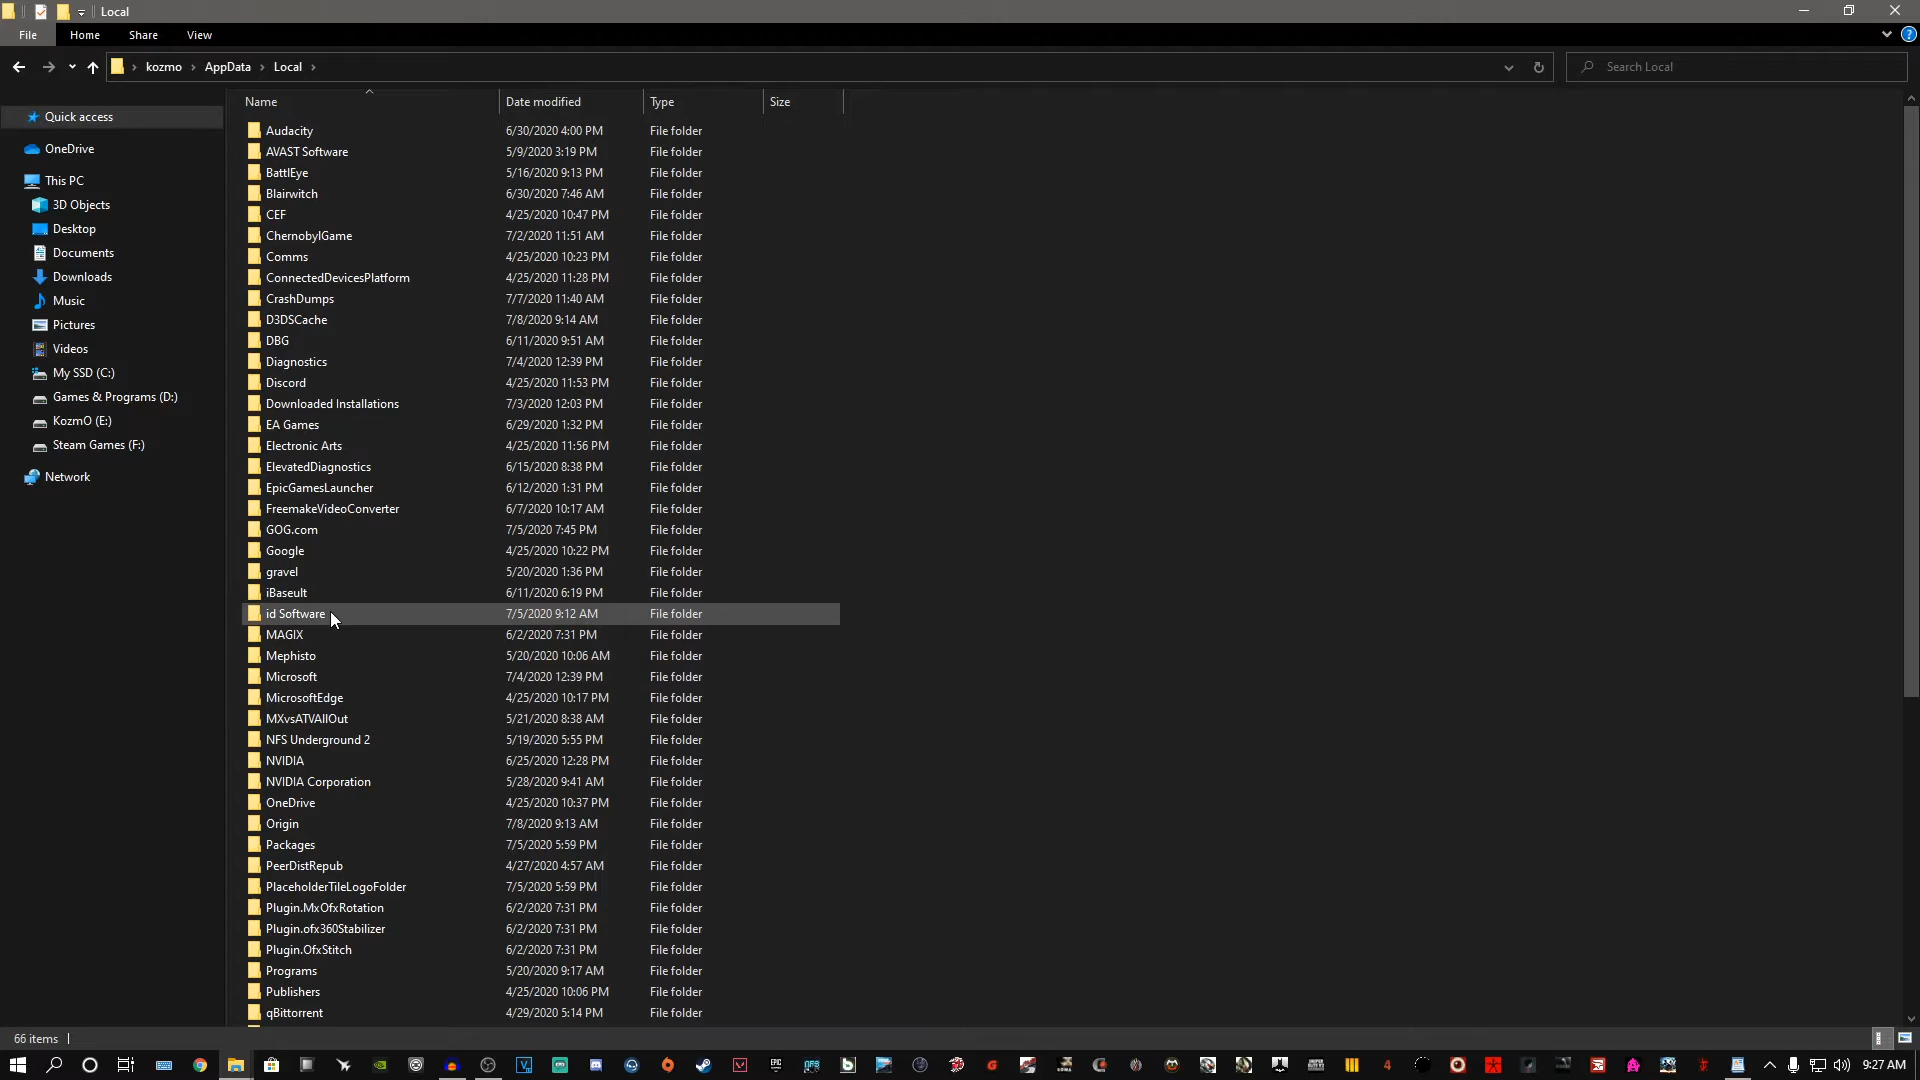 Local
File Home Share View
kozmo AppData Local
Search Local
Name Date modified Type Size
Quick access
OneDrive
This PC
3D Objects
Desktop
Documents
Downloads
Music
Pictures
Videos
My SSD (C:)
Games & Programs (D:)
KozmO (E:)
Steam Games (F:)
Network
Audacity 6/30/2020 4:00 PM File folder
AVAST Software 5/9/2020 3:19 PM File folder
BattlEye 5/16/2020 9:13 PM File folder
Blairwitch 6/30/2020 7:46 AM File folder
CEF 4/25/2020 10:47 PM File folder
ChernobylGame 7/2/2020 11:51 AM File folder
Comms 4/25/2020 10:23 PM File folder
ConnectedDevicesPlatform 4/25/2020 11:28 PM File folder
CrashDumps 7/7/2020 11:40 AM File folder
D3DSCache 7/8/2020 9:14 AM File folder
DBG 6/11/2020 9:51 AM File folder
Diagnostics 7/4/2020 12:39 PM File folder
Discord 4/25/2020 11:53 PM File folder
Downloaded Installations 7/3/2020 12:03 PM File folder
EA Games 6/29/2020 1:32 PM File folder
Electronic Arts 4/25/2020 11:56 PM File folder
ElevatedDiagnostics 6/15/2020 8:38 PM File folder
EpicGamesLauncher 6/12/2020 1:31 PM File folder
FreemakeVideoConverter 6/7/2020 10:17 AM File folder
GOG.com 7/5/2020 7:45 PM File folder
Google 4/25/2020 10:22 PM File folder
gravel 5/20/2020 1:36 PM File folder
iBaseult 6/11/2020 6:19 PM File folder
id Software 7/5/2020 9:12 AM File folder
MAGIX 6/2/2020 7:31 PM File folder
Mephisto 5/20/2020 10:06 AM File folder
Microsoft 7/4/2020 12:39 PM File folder
MicrosoftEdge 4/25/2020 10:17 PM File folder
MXvsATVAllOut 5/21/2020 8:38 AM File folder
NFS Underground 2 5/19/2020 5:55 PM File folder
NVIDIA 6/25/2020 12:28 PM File folder
NVIDIA Corporation 5/28/2020 9:41 AM File folder
OneDrive 4/25/2020 10:37 PM File folder
Origin 7/8/2020 9:13 AM File folder
Packages 7/5/2020 5:59 PM File folder
PeerDistRepub 4/27/2020 4:57 AM File folder
PlaceholderTileLogoFolder 7/5/2020 5:59 PM File folder
Plugin.MxOfxRotation 6/2/2020 7:31 PM File folder
Plugin.ofx360Stabilizer 6/2/2020 7:31 PM File folder
Plugin.OfxStitch 6/2/2020 7:31 PM File folder
Programs 5/20/2020 9:17 AM File folder
Publishers 4/25/2020 10:06 PM File folder
qBittorrent 4/29/2020 5:14 PM File folder
66 items
9:27 AM